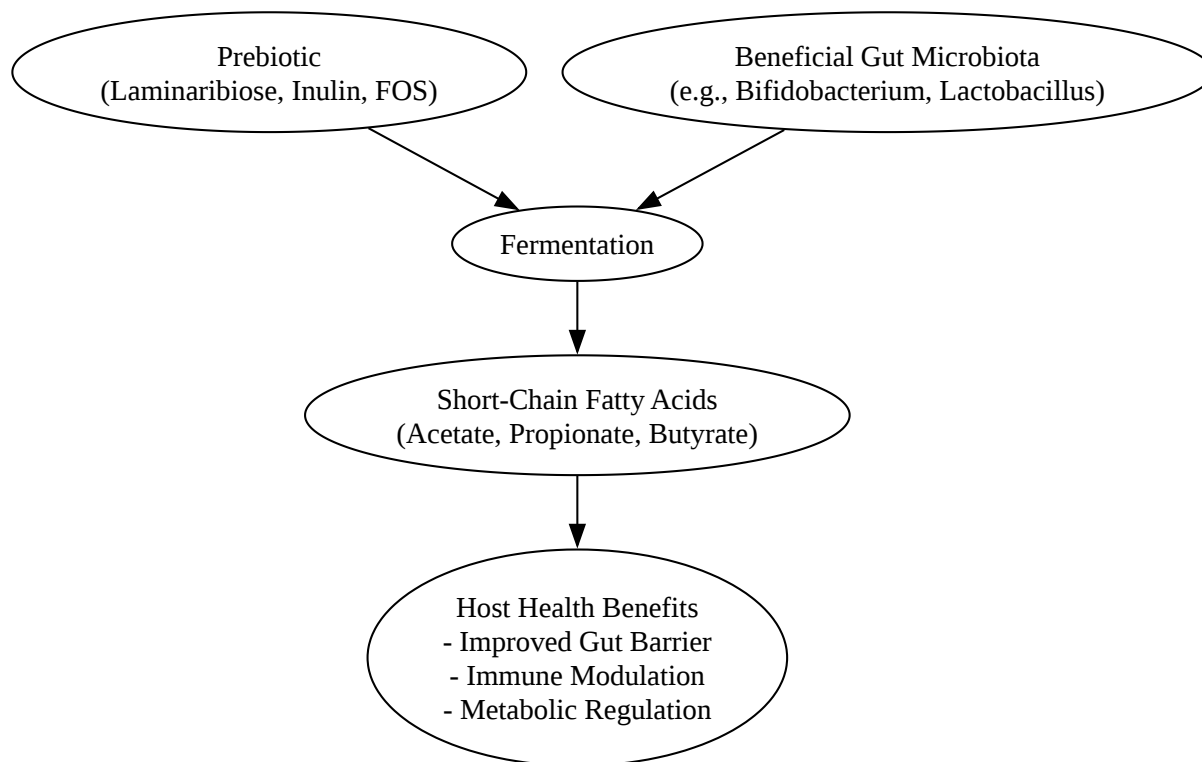 Prebiotic
(Laminaribiose, Inulin, FOS)
Beneficial Gut Microbiota
(e.g., Bifidobacterium, Lactobacillus)
Fermentation
Short-Chain Fatty Acids
(Acetate, Propionate, Butyrate)
Host Health Benefits
- Improved Gut Barrier
- Immune Modulation
- Metabolic Regulation